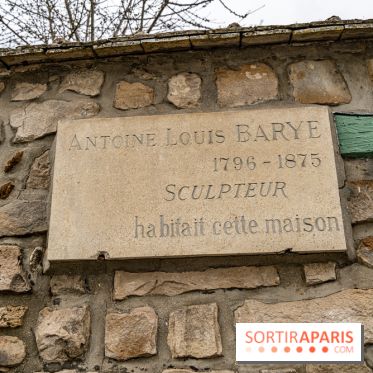 ANTOINE LOUIS BARYE
1796 - 1875
SCULPTEUR
habitait cette maison
SORTIRAPARIS
.COM